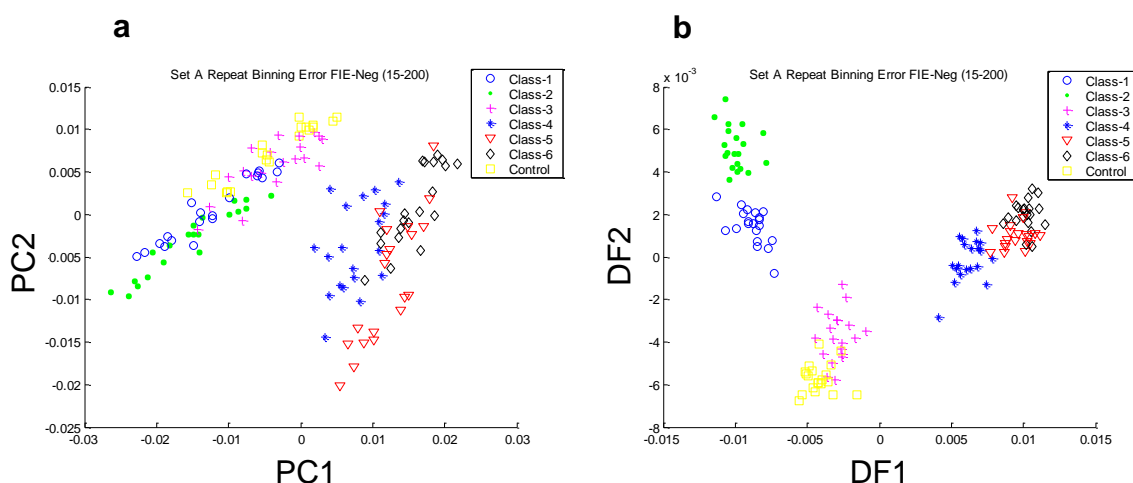 a
Set A Repeat Binning Error FIE-Neg (15-200)
0.015
0.01
0.005
0
-0.005
-0.01
-0.015
-0.02
-0.025
PC2
-0.03 -0.02 -0.01 0 0.01 0.02 0.03
PC1
Class-1
Class-2
Class-3
Class-4
Class-5
Class-6
Control
b
Set A Repeat Binning Error FIE-Neg (15-200)
x 10⁻³
8
6
4
2
0
-2
-4
-6
-8
DF2
-0.015 -0.01 -0.005 0 0.005 0.01 0.015
DF1
Class-1
Class-2
Class-3
Class-4
Class-5
Class-6
Control